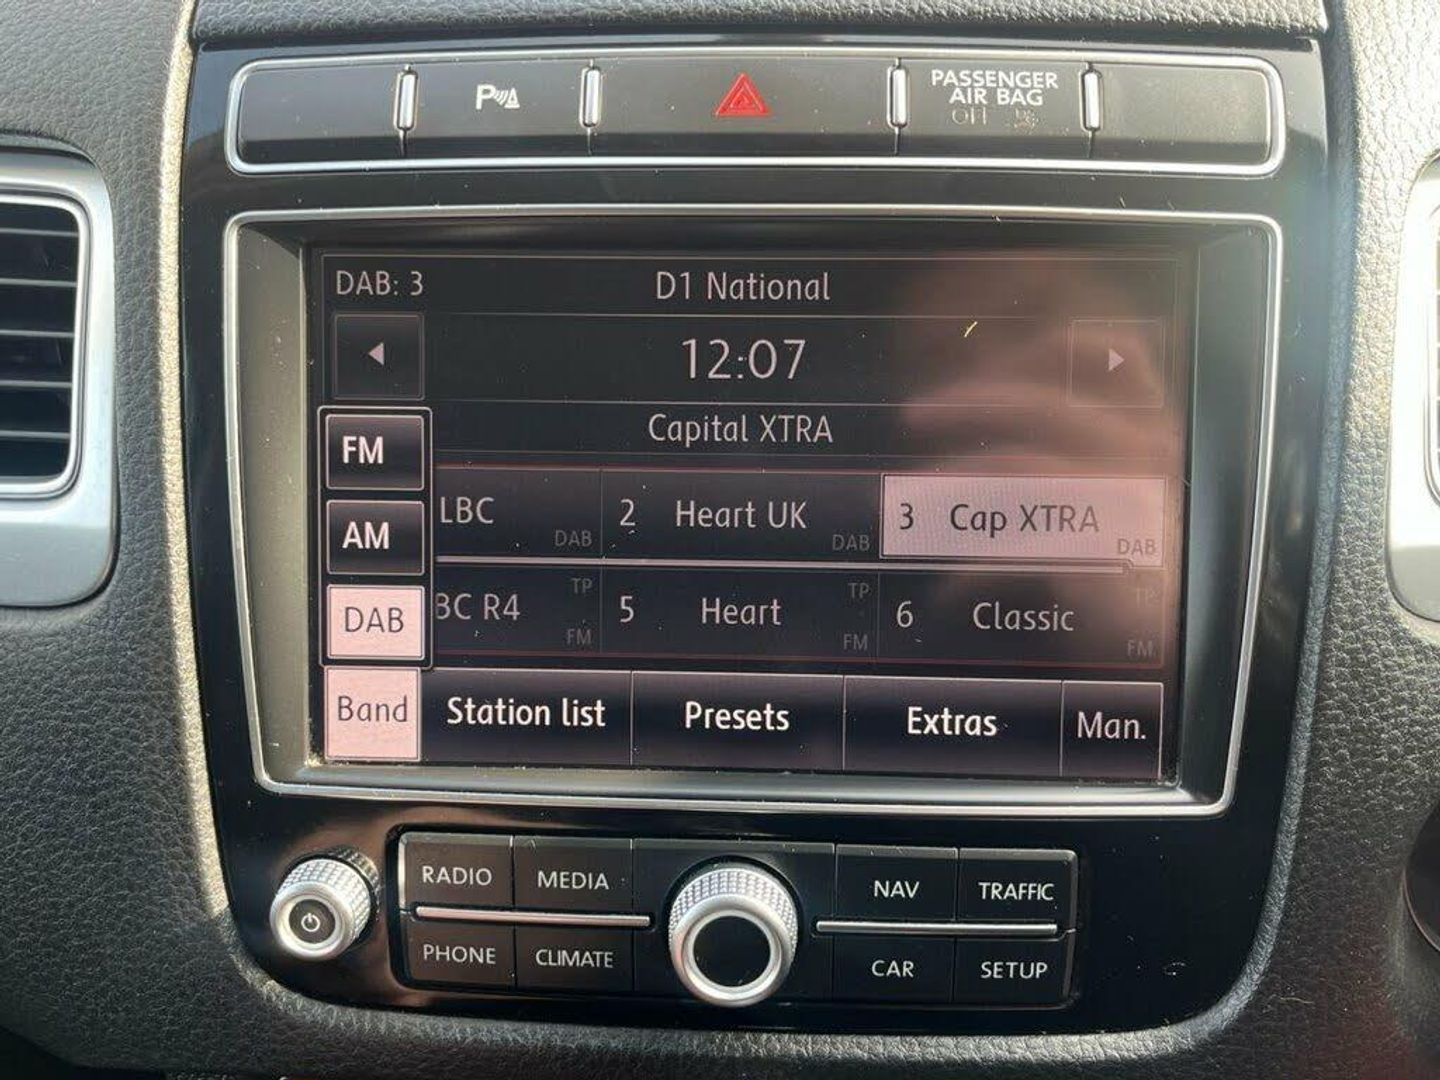 P
PASSENGER
AIR BAG
OFF
DAB: 3 D1 National
12:07
Capital XTRA
FM
LBC DAB
2 Heart UK DAB
3 Cap XTRA DAB
AM
BC R4 TP FM
5 Heart TP FM
6 Classic TP FM
DAB
Band Station list Presets Extras Man.
RADIO MEDIA NAV TRAFFIC
PHONE CLIMATE CAR SETUP